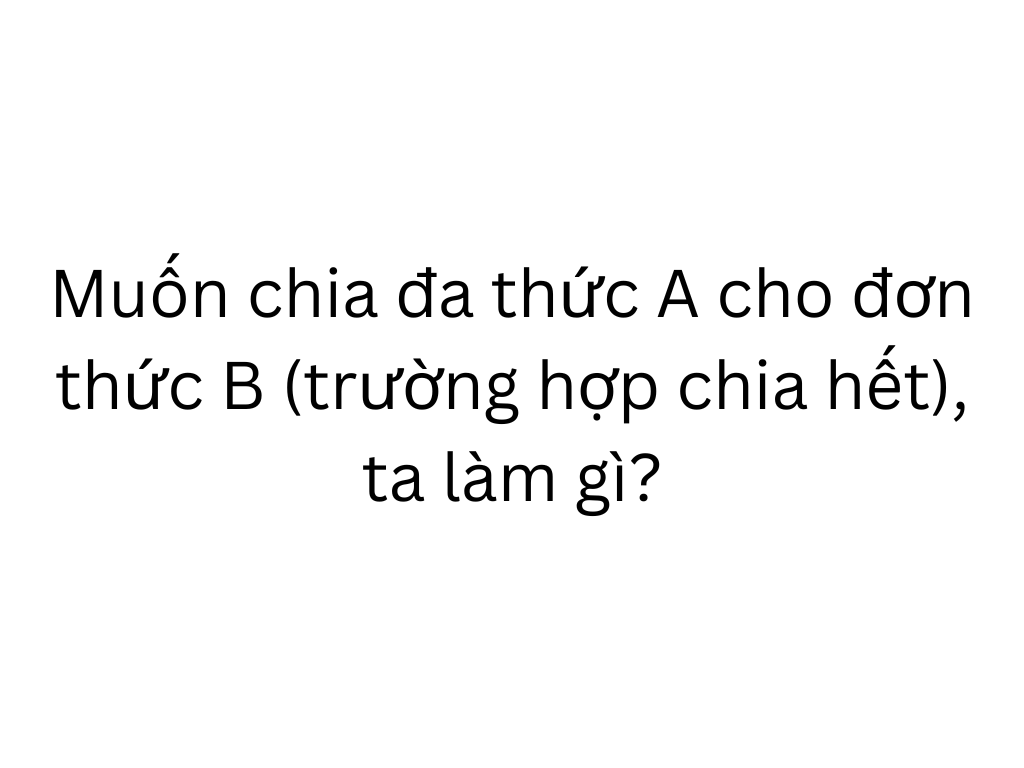 Muốn chia đa thức A cho đơn
thức B (trường hợp chia hết),
ta làm gì?